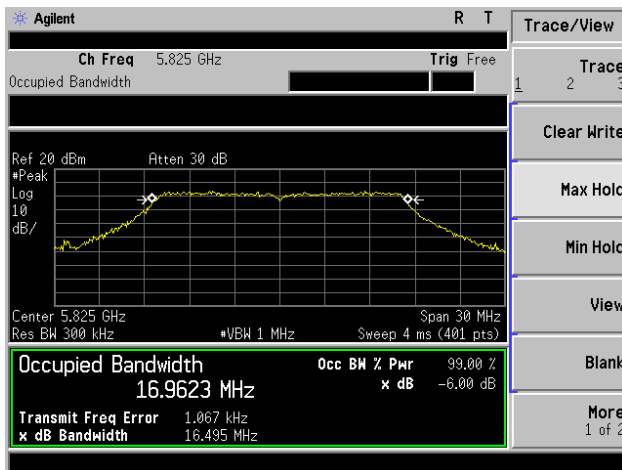 Agilent R T
Ch Freq 5.825 GHz Trig Free
Occupied Bandwidth
Ref 20 dBm Atten 30 dB
#Peak
Log
10
dB/
Center 5.825 GHz Span 30 MHz
Res BW 300 kHz #VBW 1 MHz Sweep 4 ms (401 pts)
Occupied Bandwidth
16.9623 MHz
Occ BW % Pwr 99.00 %
x dB -6.00 dB
Transmit Freq Error 1.067 kHz
x dB Bandwidth 16.495 MHz
Trace/View
Trace
1 2 3
Clear Write
Max Hold
Min Hold
View
Blank
More
1 of 2